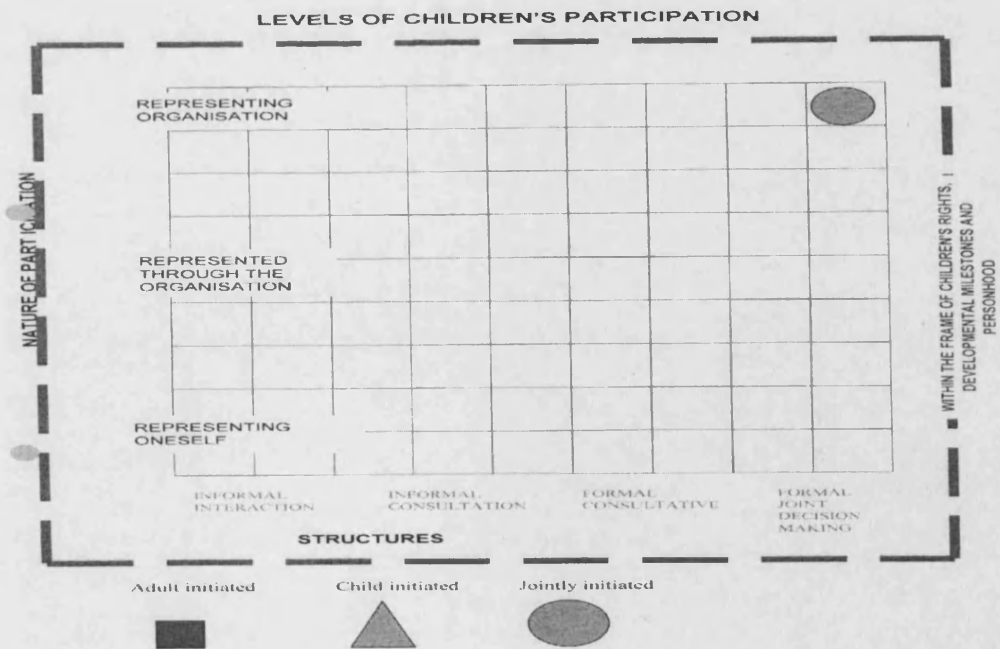 LEVELS OF CHILDREN'S PARTICIPATION
REPRESENTING
ORGANISATION
NATURE OF PARTICIPATION
REPRESENTED
THROUGH THE
ORGANISATION
REPRESENTING
ONESELF
WITHIN THE FRAME OF CHILDREN'S RIGHTS,
DEVELOPMENTAL MILESTONES AND
PERSONHOOD
INFORMAL
INTERACTION
INFORMAL
CONSULTATION
FORMAL
CONSULTATIVE
FORMAL
JOINT
DECISION
MAKING
STRUCTURES
Adult initiated
Child initiated
Jointly initiated